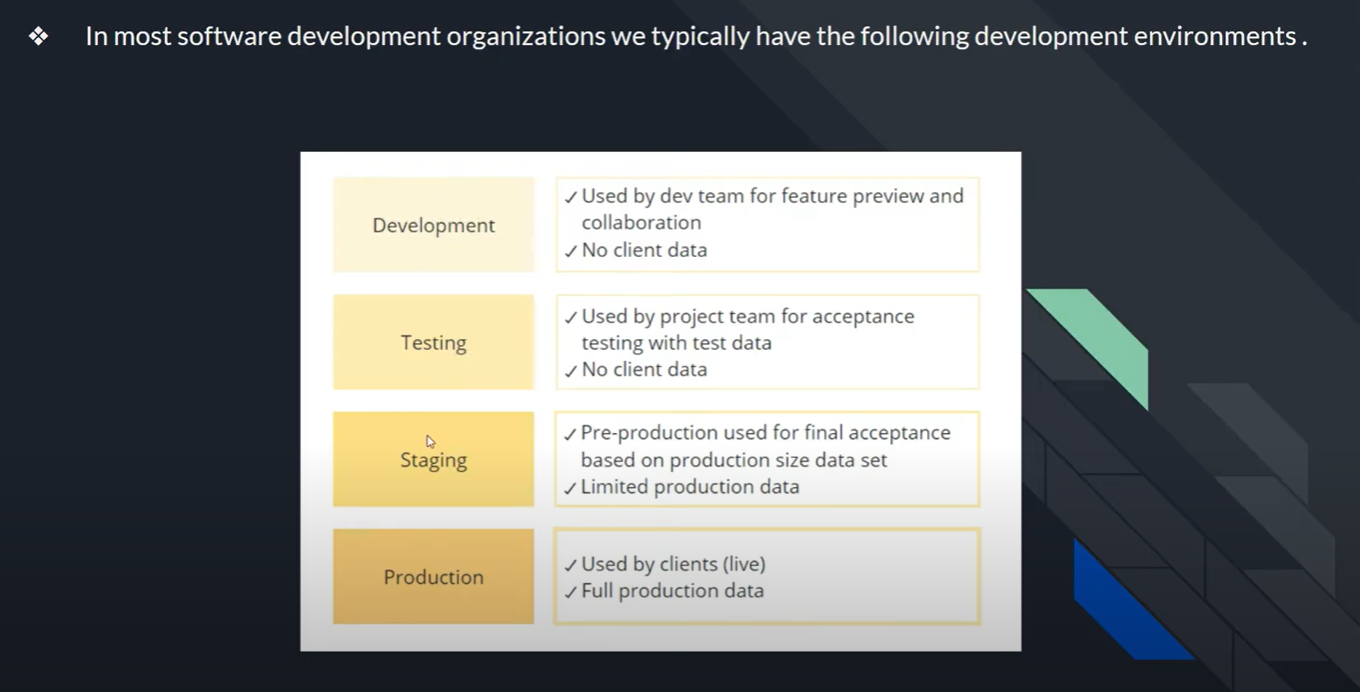 ❖ In most software development organizations we typically have the following development environments .
Development
✓ Used by dev team for feature preview and
collaboration
✓ No client data
Testing
✓ Used by project team for acceptance
testing with test data
✓ No client data
Staging
✓ Pre-production used for final acceptance
based on production size data set
✓ Limited production data
Production
✓ Used by clients (live)
✓ Full production data